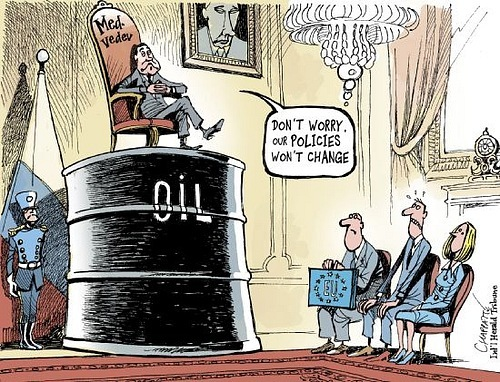 Med-
vedev
DON'T WORRY.
OUR POLICIES
WON'T CHANGE
OIL
EU
CHAPPATTE
Int'l Herald Tribune